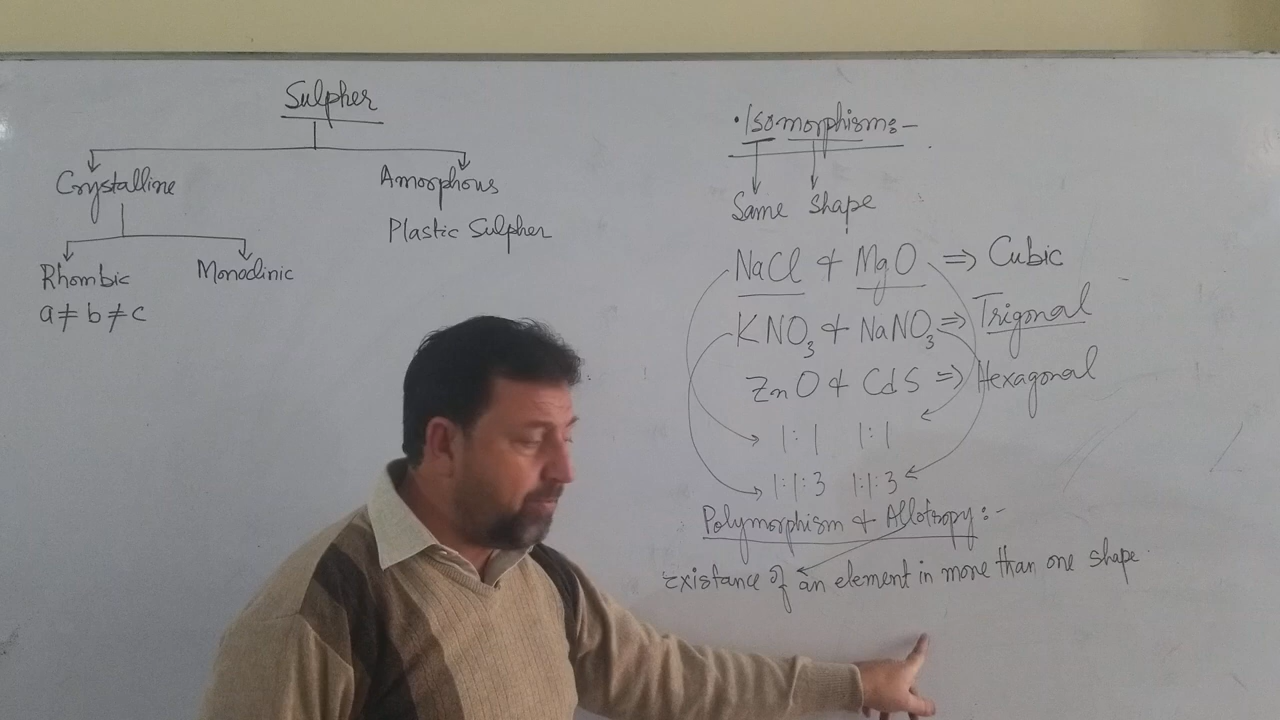 Sulpher
Crystalline
Amorphous
Plastic Sulpher
Rhombic
Monoclinic
a ≠ b ≠ c
• Isomorphism:-
Same shape
NaCl & MgO ⇒ Cubic
KNO₃ & NaNO₃ ⇒ Trigonal
ZnO & CdS ⇒ Hexagonal
1:1 1:1
1:1:3 1:1:3
Polymorphism & Allotropy:-
Existance of an element in more than one shape.